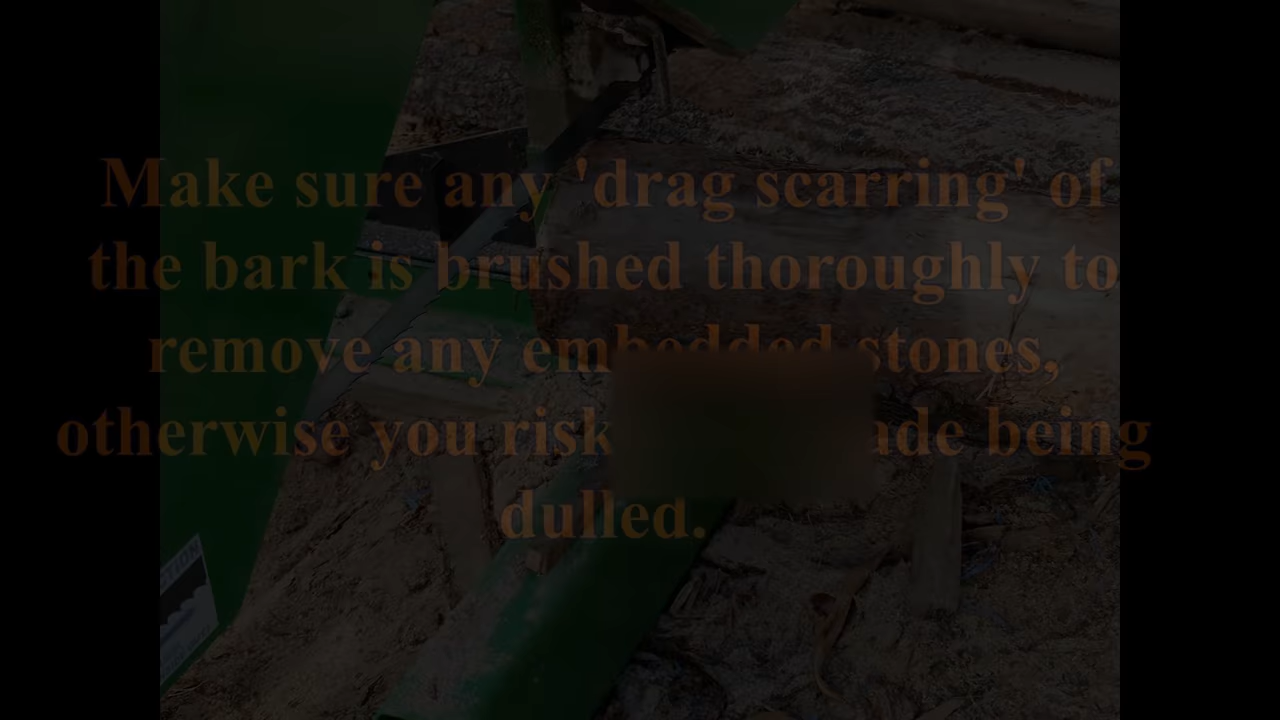 Make sure any 'drag scarring' of
the bark is brushed thoroughly to
remove any embedded stones,
otherwise you risk being
dulled.